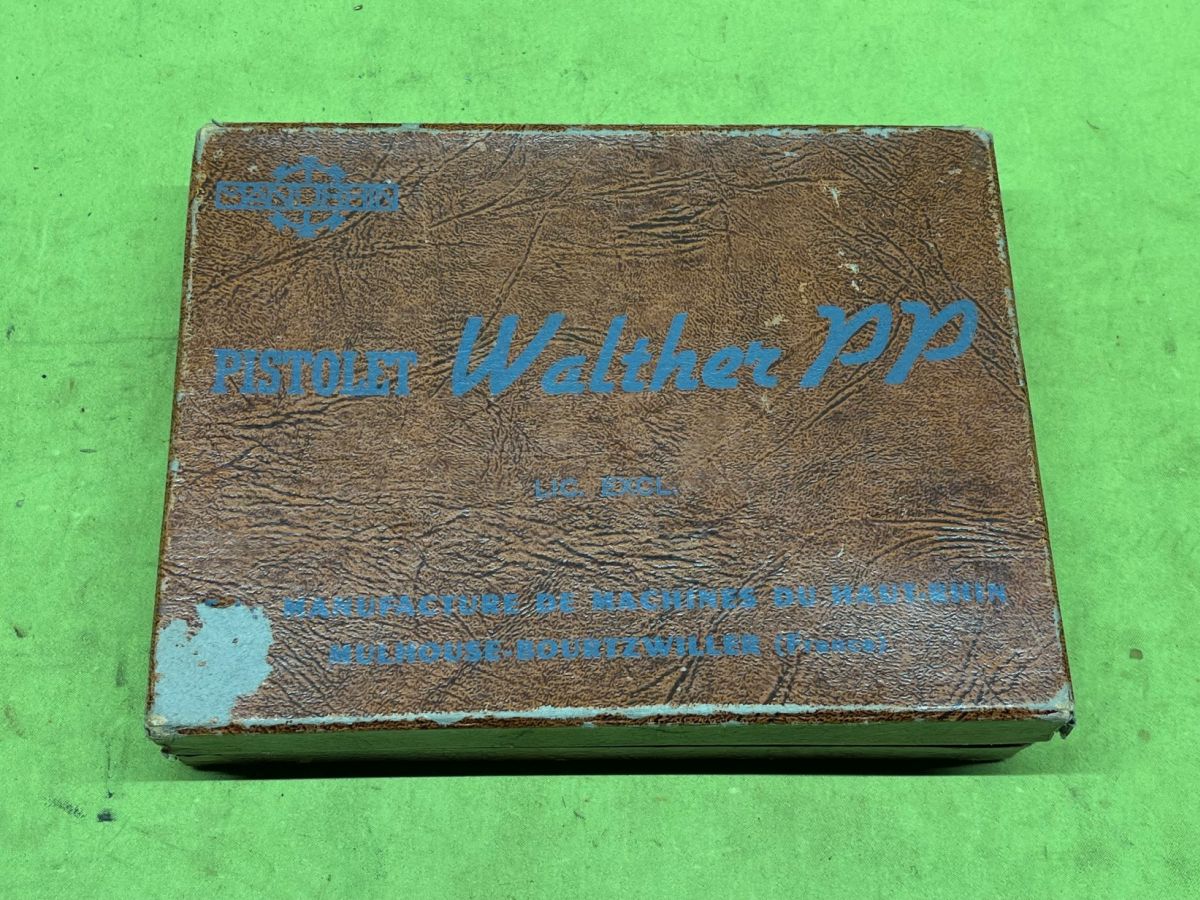 MANURHIN
PISTOLET Walther PP
LIC. EXCL.
MANUFACTURE DE MACHINES DU HAUT-RHIN
MULHOUSE-BOURTZWILLER (France)